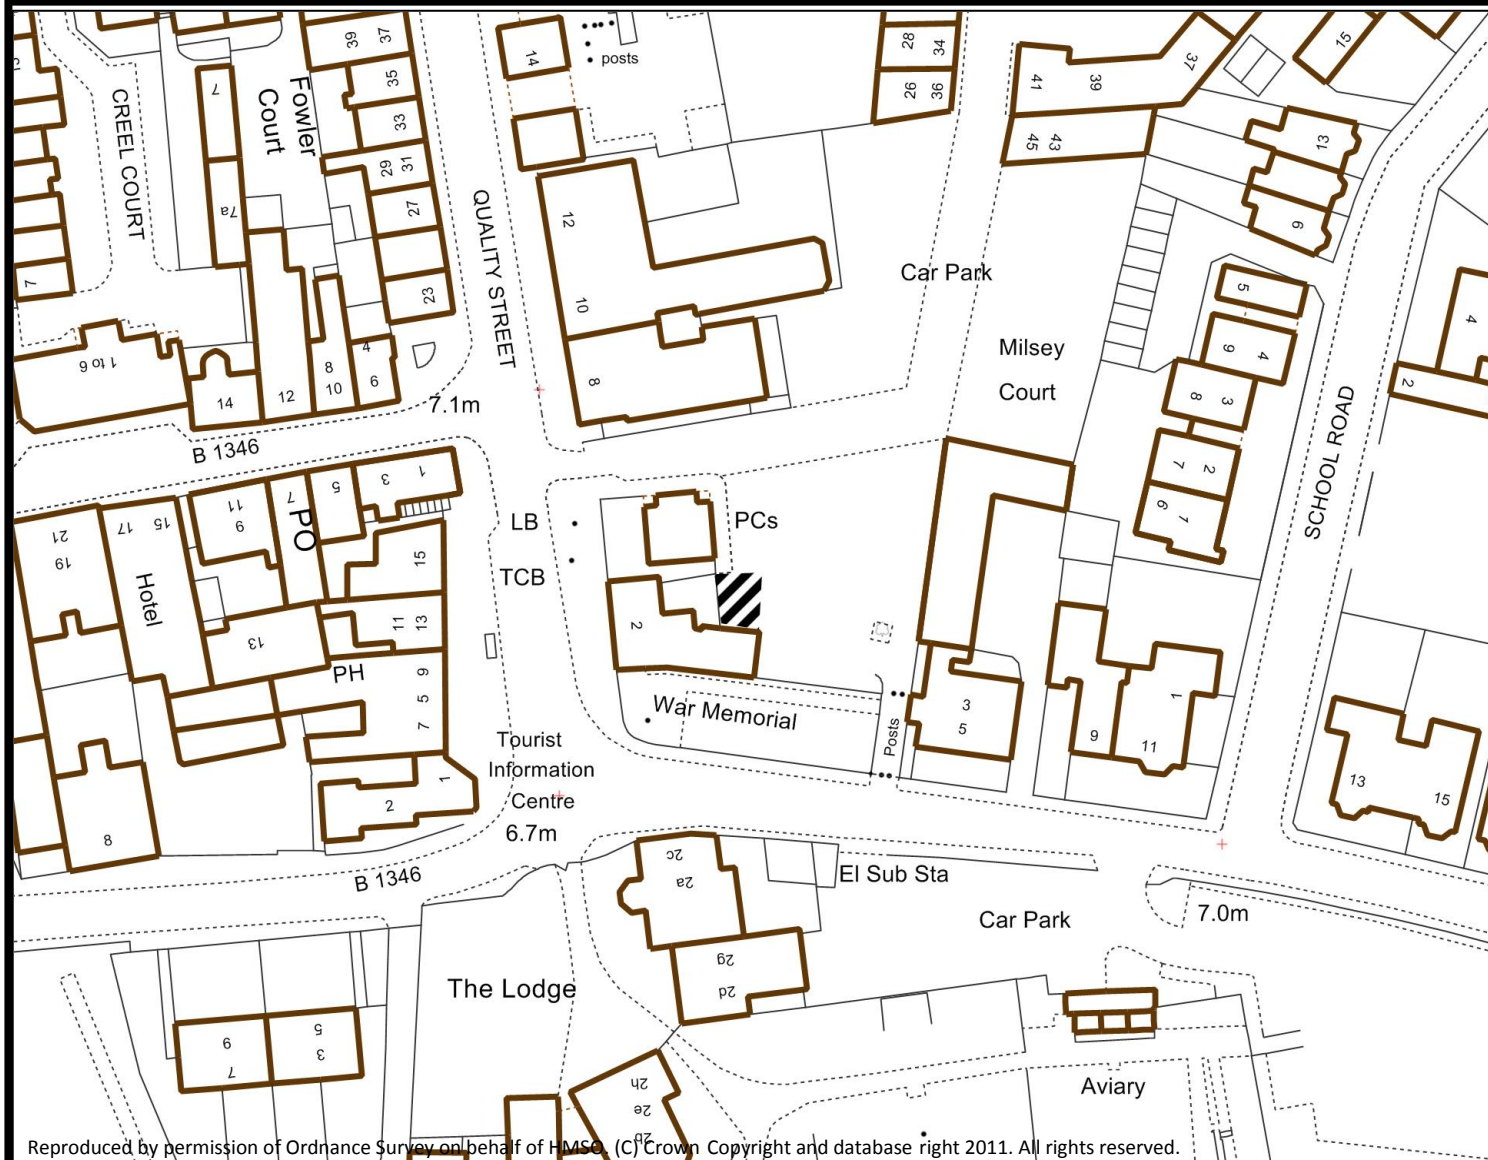 39
37
14
posts
28
34
26
36
41
39
37
15
7
CREEL COURT
Fowler
Court
35
33
31
29
27
23
7a
7
QUALITY STREET
12
10
8
45
43
13
9
Car Park
Milsey
Court
5
4
6
3
8
2
7
1
6
SCHOOL ROAD
4
2
1 to 6
14
12
8
10
4
6
7.1m
B 1346
21
19
17
15
Hotel
11
9
7
PO
5
3
1
15
13
11
13
PH
9
5
7
LB
TCB
PCs
2
War Memorial
Posts
3
5
9
11
1
13
15
Tourist
Information
Centre
6.7m
1
2
8
B 1346
2c
2a
El Sub Sta
Car Park
7.0m
The Lodge
2g
2d
9
7
5
3
2h
2e
2b
Aviary
Reproduced by permission of Ordnance Survey on behalf of HMSO. (C) Crown Copyright and database right 2011. All rights reserved.